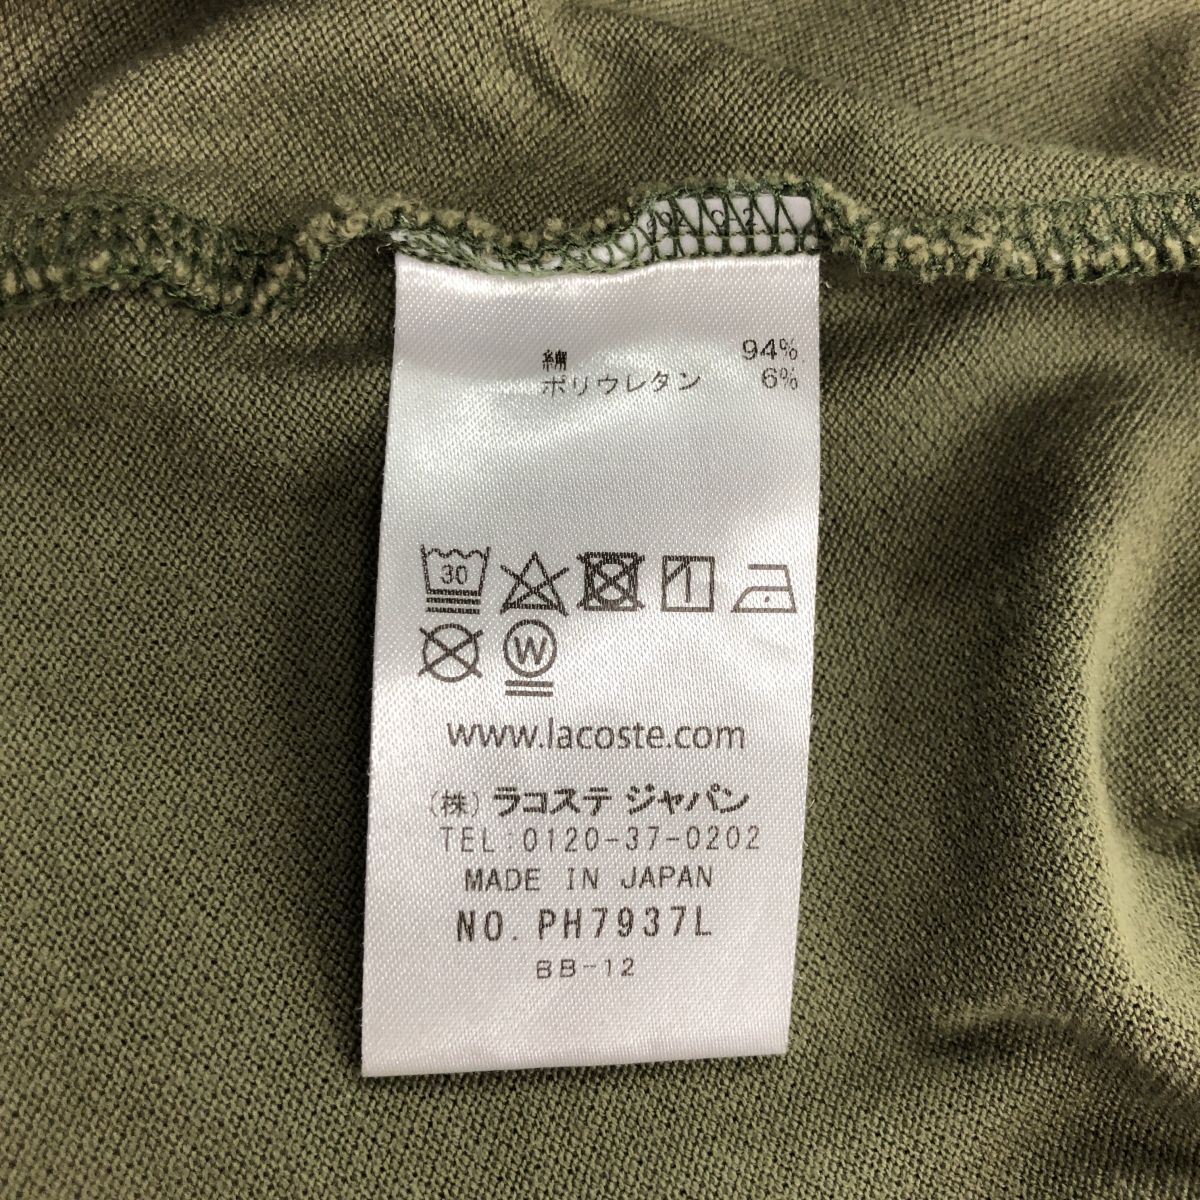 綿 94%
ポリウレタン 6%
30
W
www.lacoste.com
(株) ラコステ ジャパン
TEL:0120-37-0202
MADE IN JAPAN
NO. PH7937L
BB-12